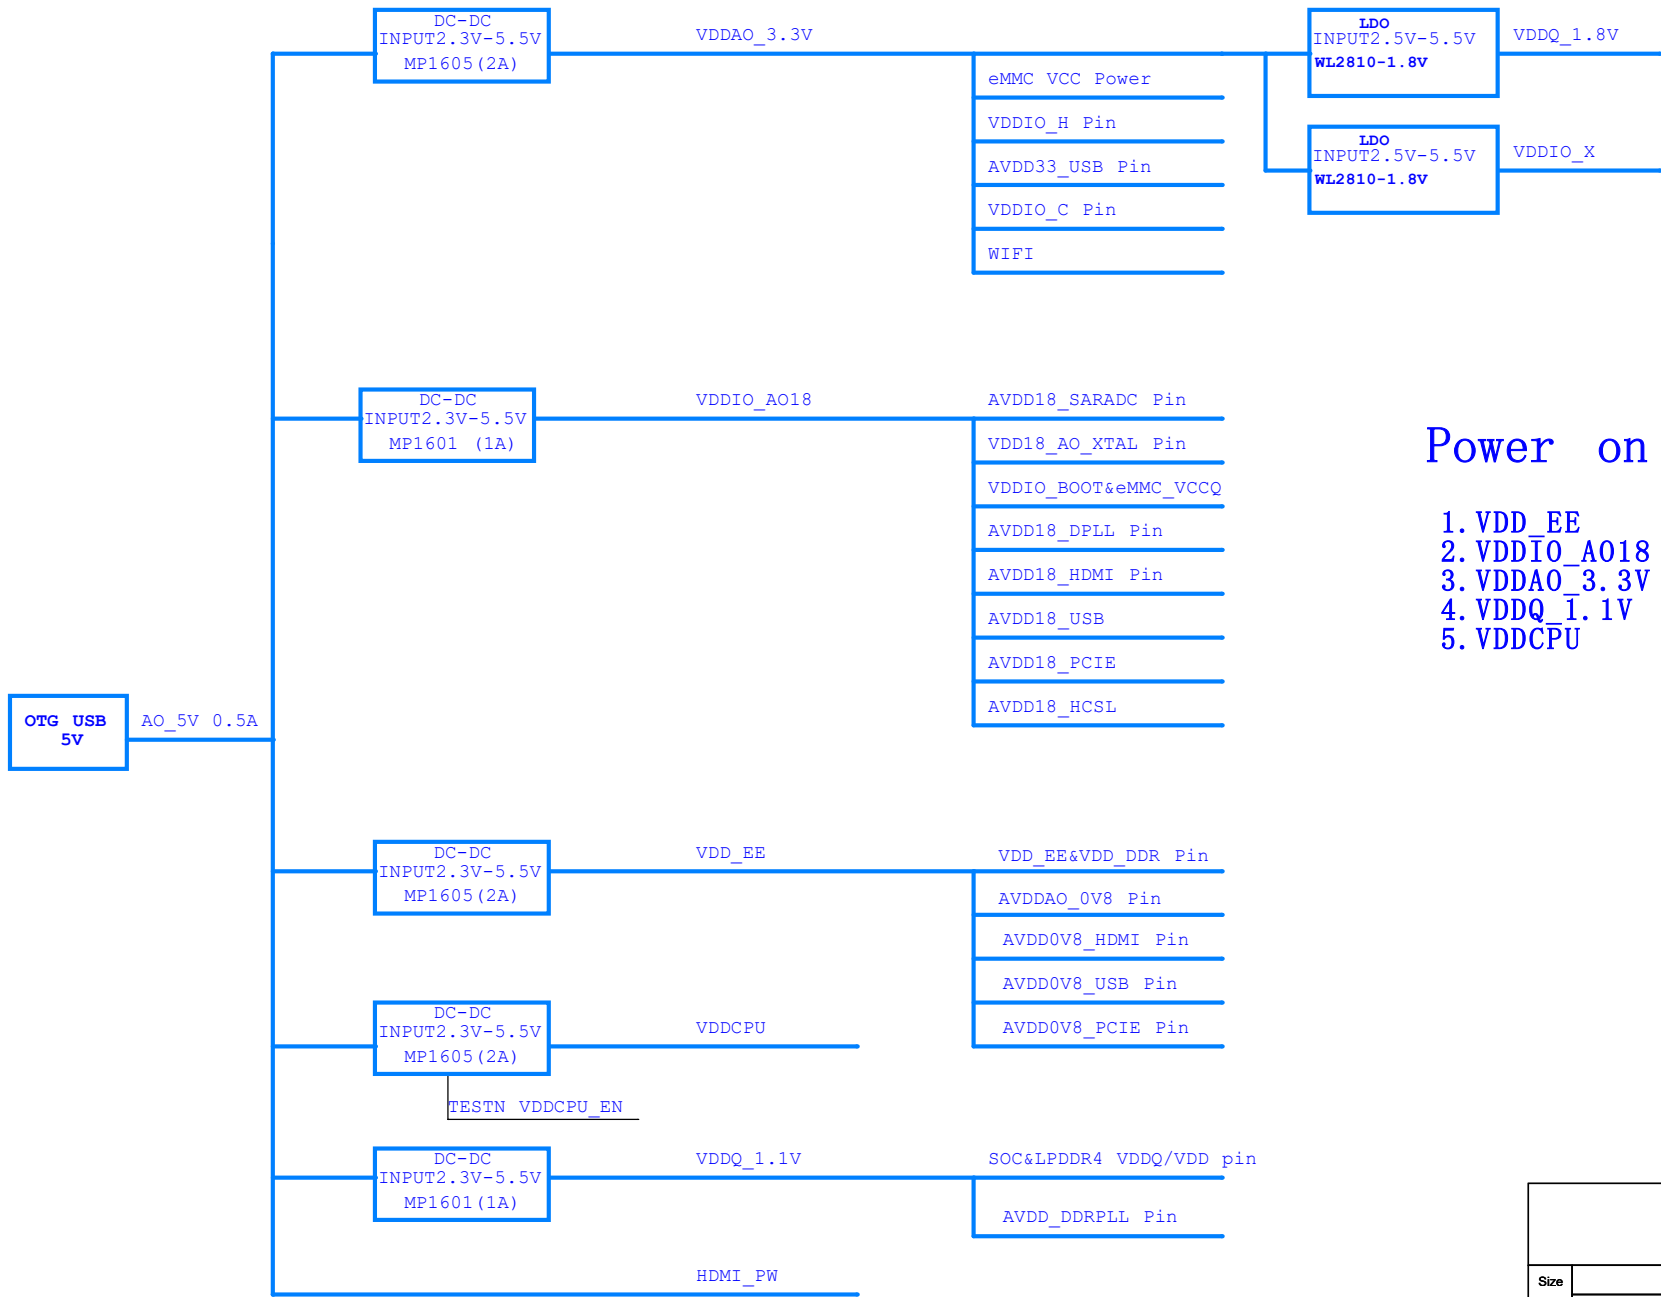 DC-DC
INPUT2.3V-5.5V
MP1605(2A)
VDDAO_3.3V
eMMC VCC Power
VDDIO_H Pin
AVDD33_USB Pin
VDDIO_C Pin
WIFI
LDO
INPUT2.5V-5.5V
WL2810-1.8V
VDDQ_1.8V
LDO
INPUT2.5V-5.5V
WL2810-1.8V
VDDIO_X
DC-DC
INPUT2.3V-5.5V
MP1601 (1A)
VDDIO_AO18
AVDD18_SARADC Pin
VDD18_AO_XTAL Pin
VDDIO_BOOT&eMMC_VCCQ
AVDD18_DPLL Pin
AVDD18_HDMI Pin
AVDD18_USB
AVDD18_PCIE
AVDD18_HCSL
Power on
1.VDD_EE
2.VDDIO_AO18
3.VDDAO_3.3V
4.VDDQ_1.1V
5.VDDCPU
OTG USB
5V
AO_5V 0.5A
DC-DC
INPUT2.3V-5.5V
MP1605(2A)
VDD_EE
VDD_EE&VDD_DDR Pin
AVDDAO_0V8 Pin
AVDD0V8_HDMI Pin
AVDD0V8_USB Pin
AVDD0V8_PCIE Pin
DC-DC
INPUT2.3V-5.5V
MP1605(2A)
VDDCPU
TESTN VDDCPU_EN
DC-DC
INPUT2.3V-5.5V
MP1601(1A)
VDDQ_1.1V
SOC&LPDDR4 VDDQ/VDD pin
AVDD_DDRPLL Pin
HDMI_PW
Size